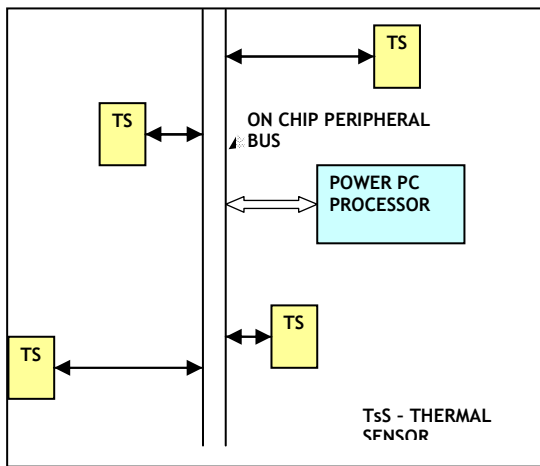 TS
TS
ON CHIP PERIPHERAL
BUS
POWER PC
PROCESSOR
TS
TS
TsS - THERMAL
SENSOR